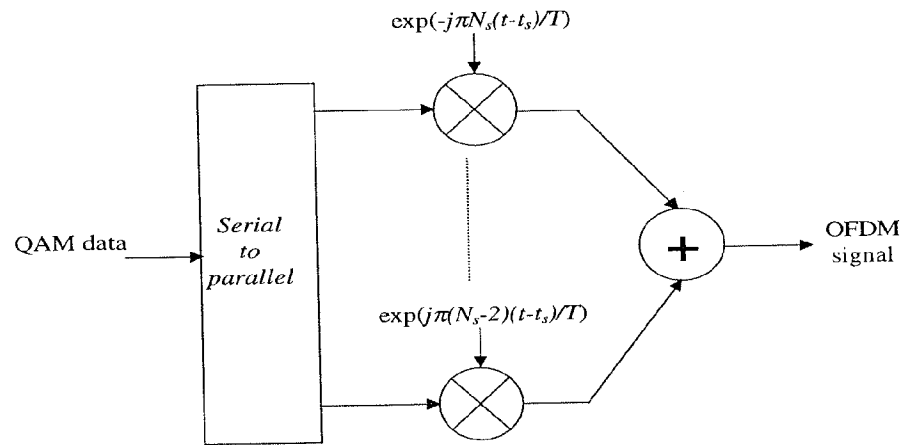 exp(-jπN_s(t-t_s)/T)
QAM data
Serial
to
parallel
+
OFDM
signal
exp(jπ(N_s-2)(t-t_s)/T)